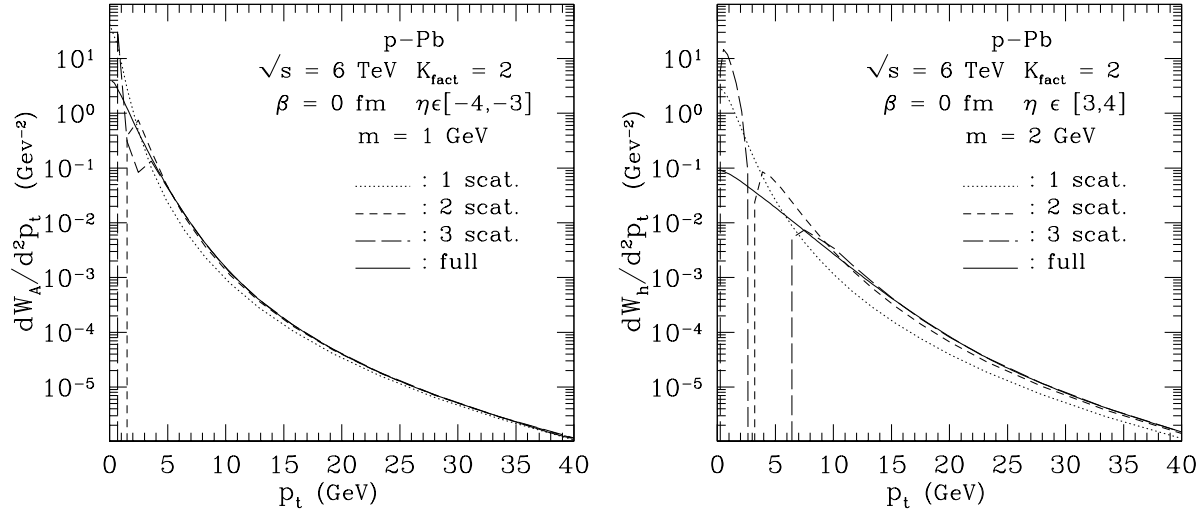 p-Pb
√s = 6 TeV K_fact = 2
β = 0 fm ηϵ[−4,−3]
m = 1 GeV
: 1 scat.
: 2 scat.
: 3 scat.
: full
dW_A/d²p_t (Gev⁻²)
10¹
10⁰
10⁻¹
10⁻²
10⁻³
10⁻⁴
10⁻⁵
0 5 10 15 20 25 30 35 40
p_t (GeV)
p-Pb
√s = 6 TeV K_fact = 2
β = 0 fm η ϵ [3,4]
m = 2 GeV
: 1 scat.
: 2 scat.
: 3 scat.
: full
dW_h/d²p_t (Gev⁻²)
10¹
10⁰
10⁻¹
10⁻²
10⁻³
10⁻⁴
10⁻⁵
0 5 10 15 20 25 30 35 40
p_t (GeV)